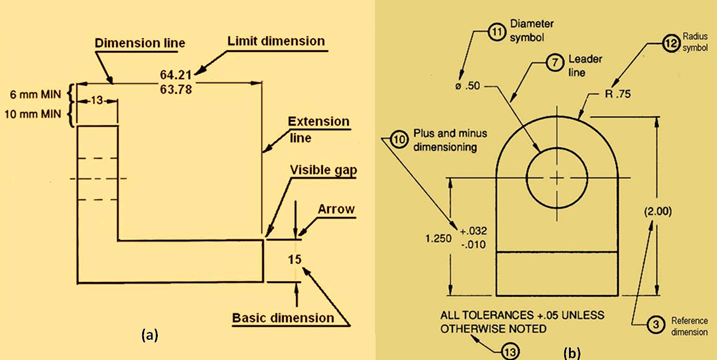 Dimension line
Limit dimension
64.21
63.78
6 mm MIN
13
10 mm MIN
Extension
line
Visible gap
Arrow
15
Basic dimension
(a)
11 Diameter
symbol
12 Radius
symbol
7 Leader
line
ø .50
R .75
10 Plus and minus
dimensioning
1.250 +.032
-.010
(2.00)
3 Reference
dimension
ALL TOLERANCES +.05 UNLESS
OTHERWISE NOTED
13
(b)